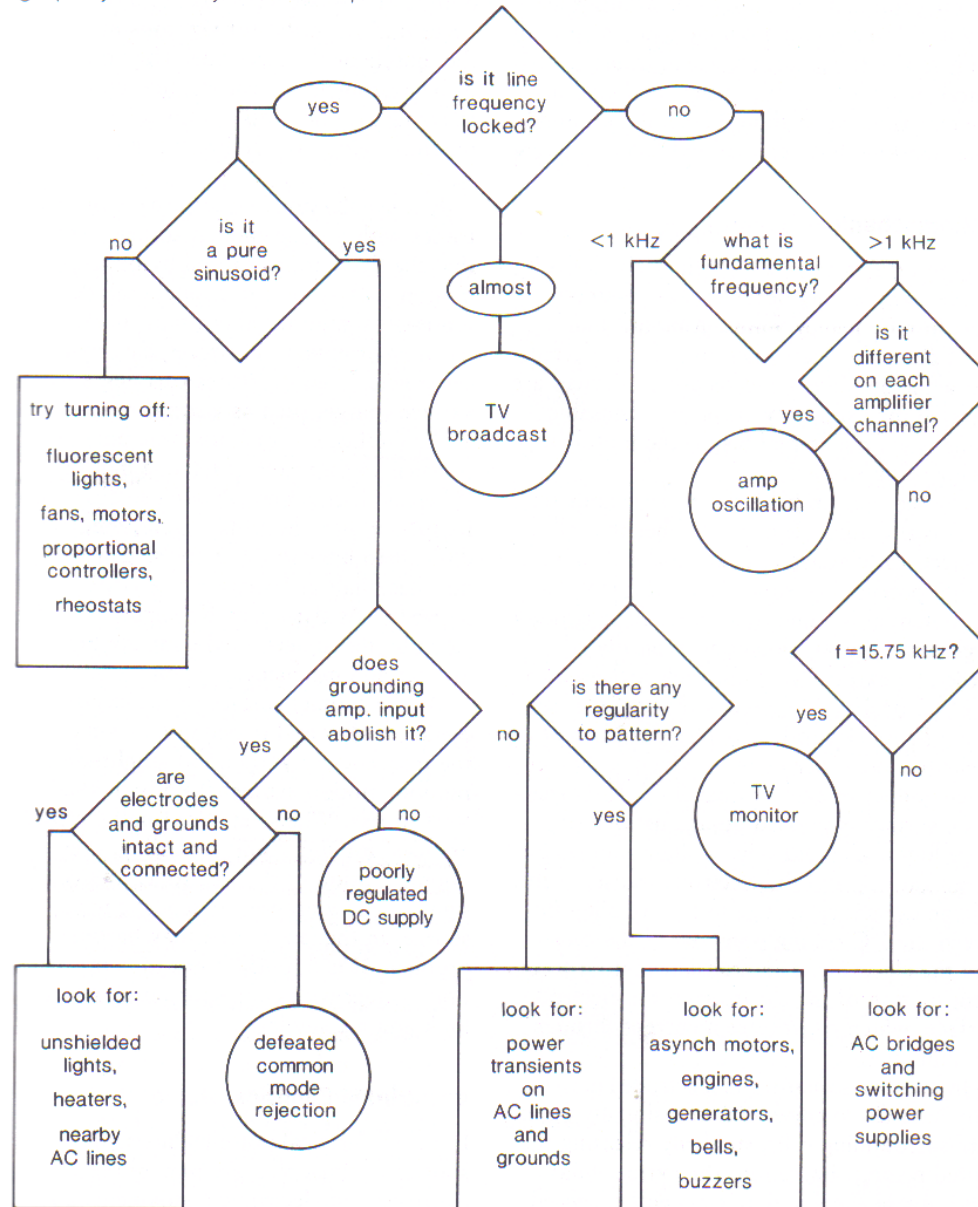 is it line
frequency
locked?
yes
no
almost
TV
broadcast
is it
a pure
sinusoid?
no
yes
try turning off:
fluorescent
lights,
fans, motors,
proportional
controllers,
rheostats
does
grounding
amp. input
abolish it?
yes
no
are
electrodes
and grounds
intact and
connected?
yes
no
poorly
regulated
DC supply
look for:
unshielded
lights,
heaters,
nearby
AC lines
defeated
common
mode
rejection
what is
fundamental
frequency?
<1 kHz
>1 kHz
is there any
regularity
to pattern?
no
yes
look for:
power
transients
on
AC lines
and
grounds
look for:
asynch motors,
engines,
generators,
bells,
buzzers
is it
different
on each
amplifier
channel?
yes
no
amp
oscillation
f=15.75 kHz?
yes
no
TV
monitor
look for:
AC bridges
and
switching
power
supplies